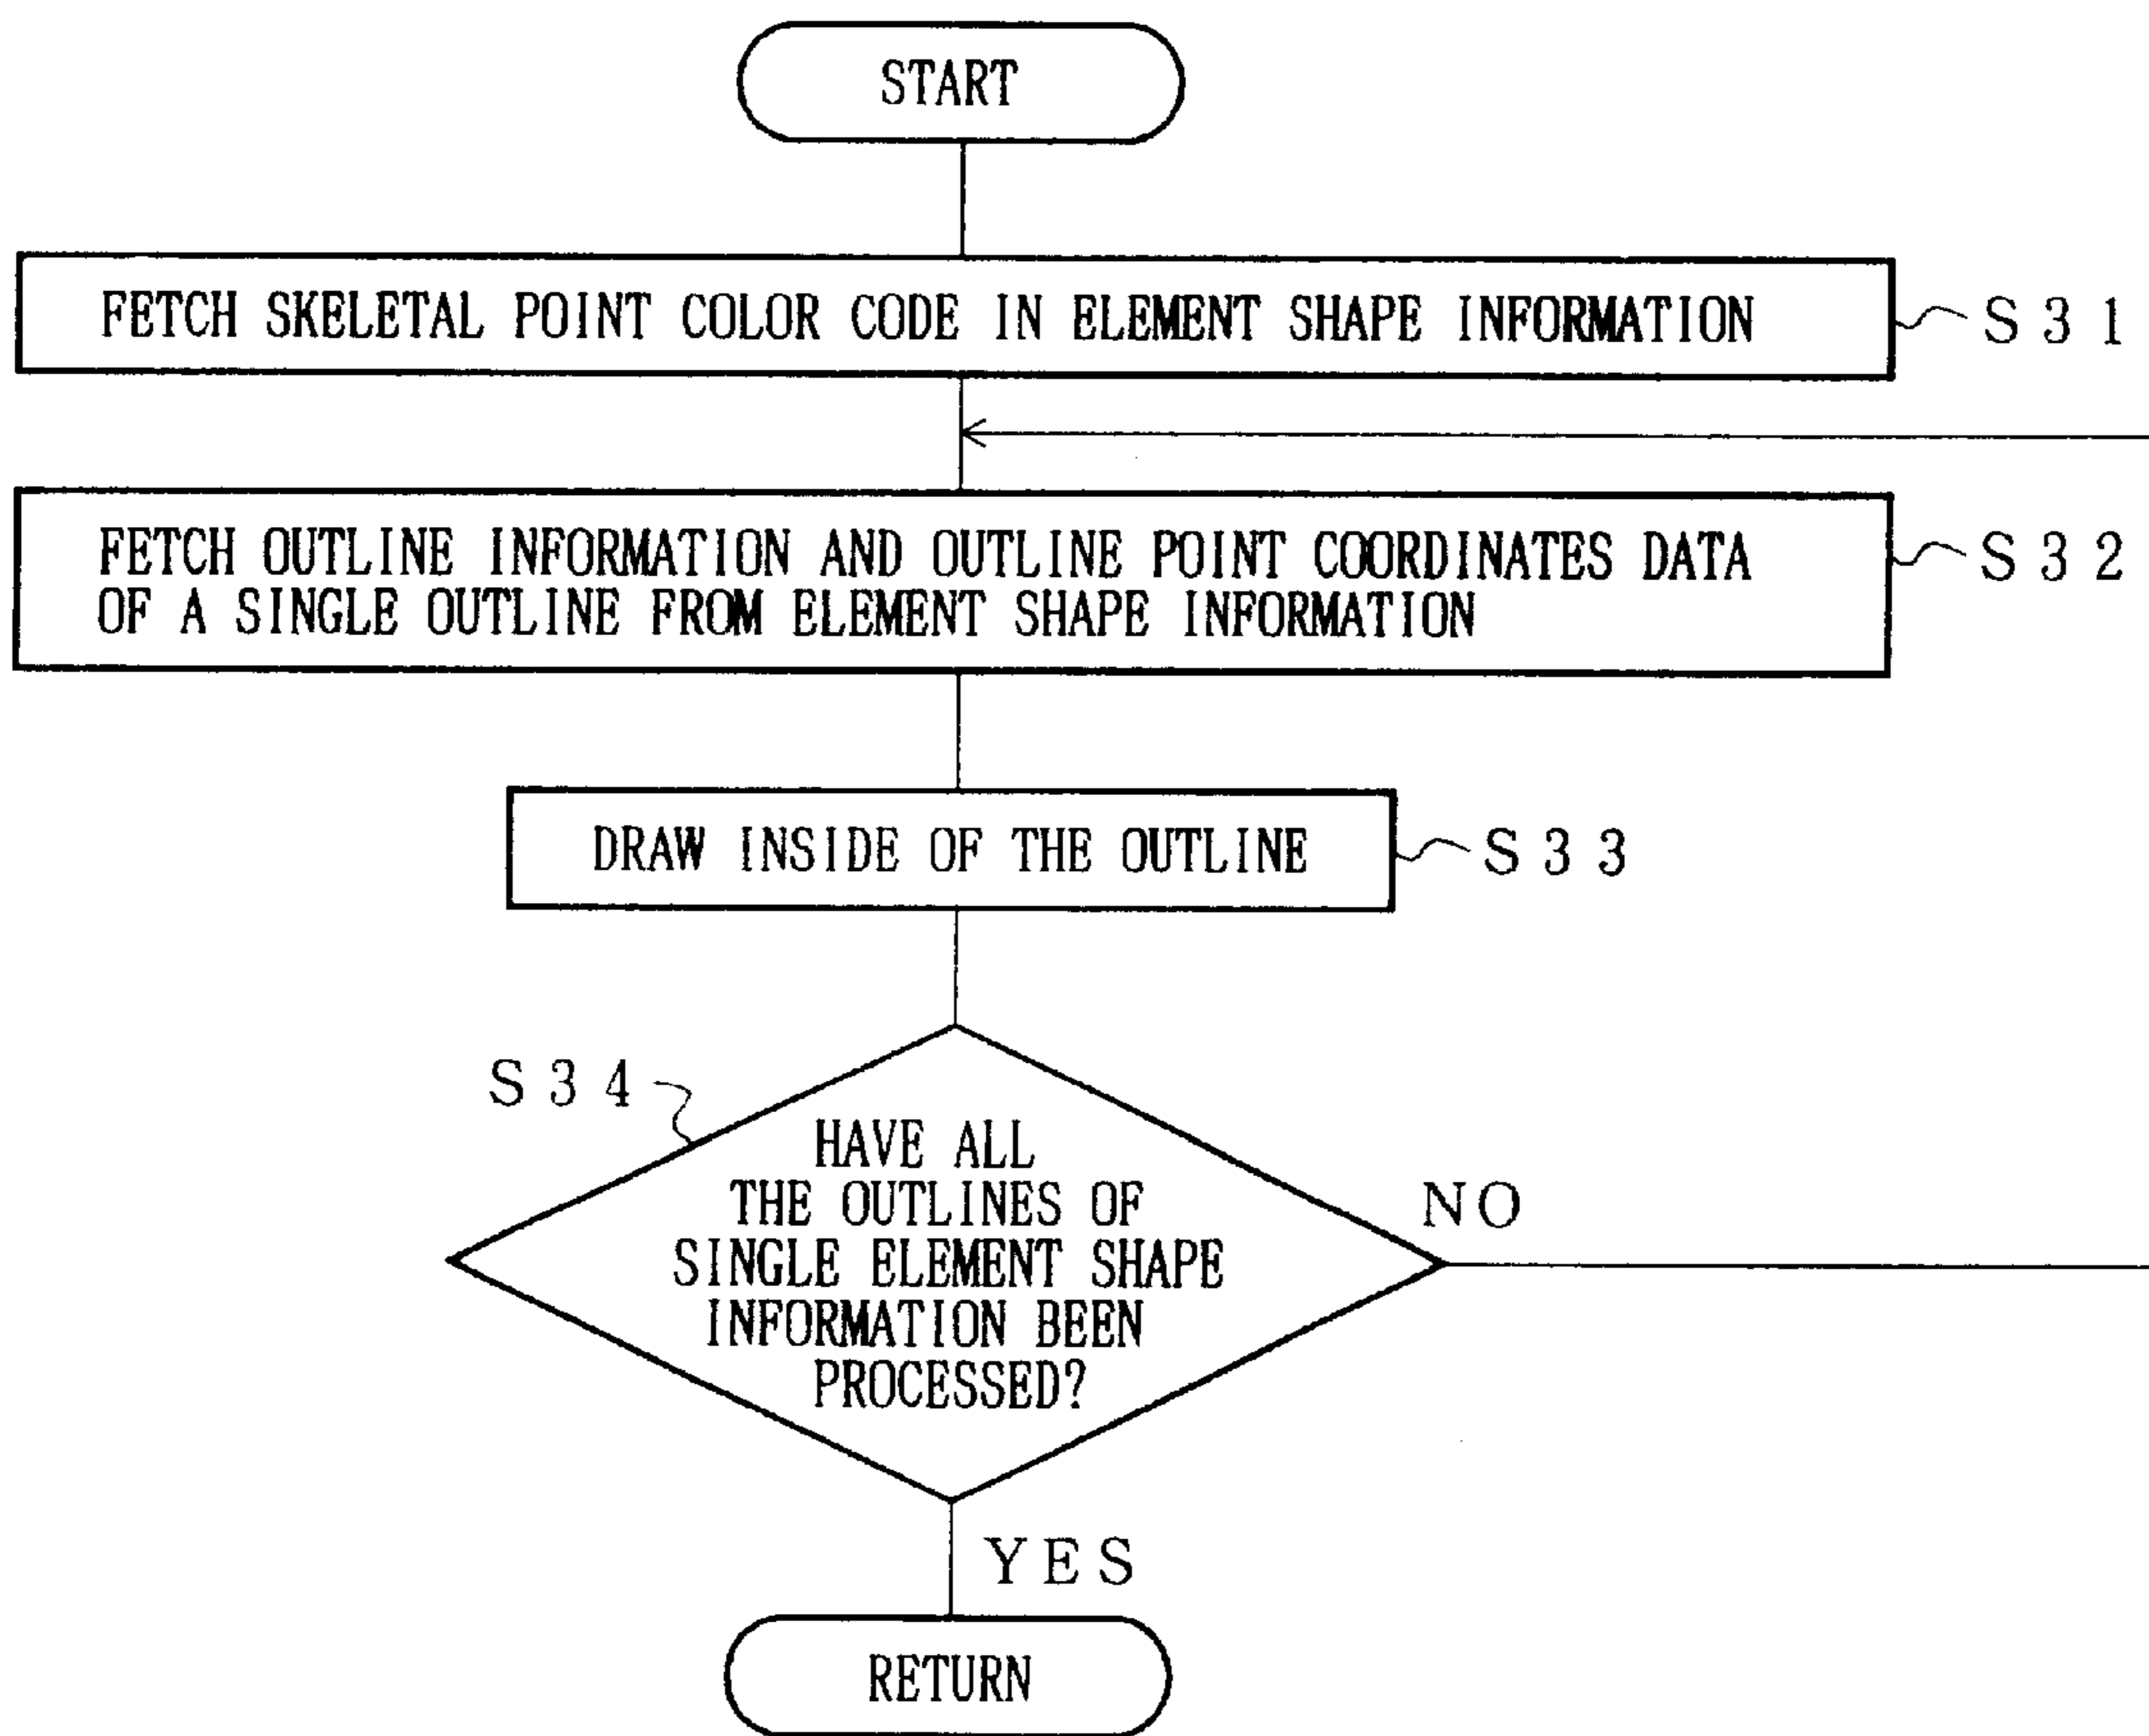 START
FETCH SKELETAL POINT COLOR CODE IN ELEMENT SHAPE INFORMATION
S31
FETCH OUTLINE INFORMATION AND OUTLINE POINT COORDINATES DATA
OF A SINGLE OUTLINE FROM ELEMENT SHAPE INFORMATION
S32
DRAW INSIDE OF THE OUTLINE
S33
S34
HAVE ALL
THE OUTLINES OF
SINGLE ELEMENT SHAPE
INFORMATION BEEN
PROCESSED?
NO
YES
RETURN